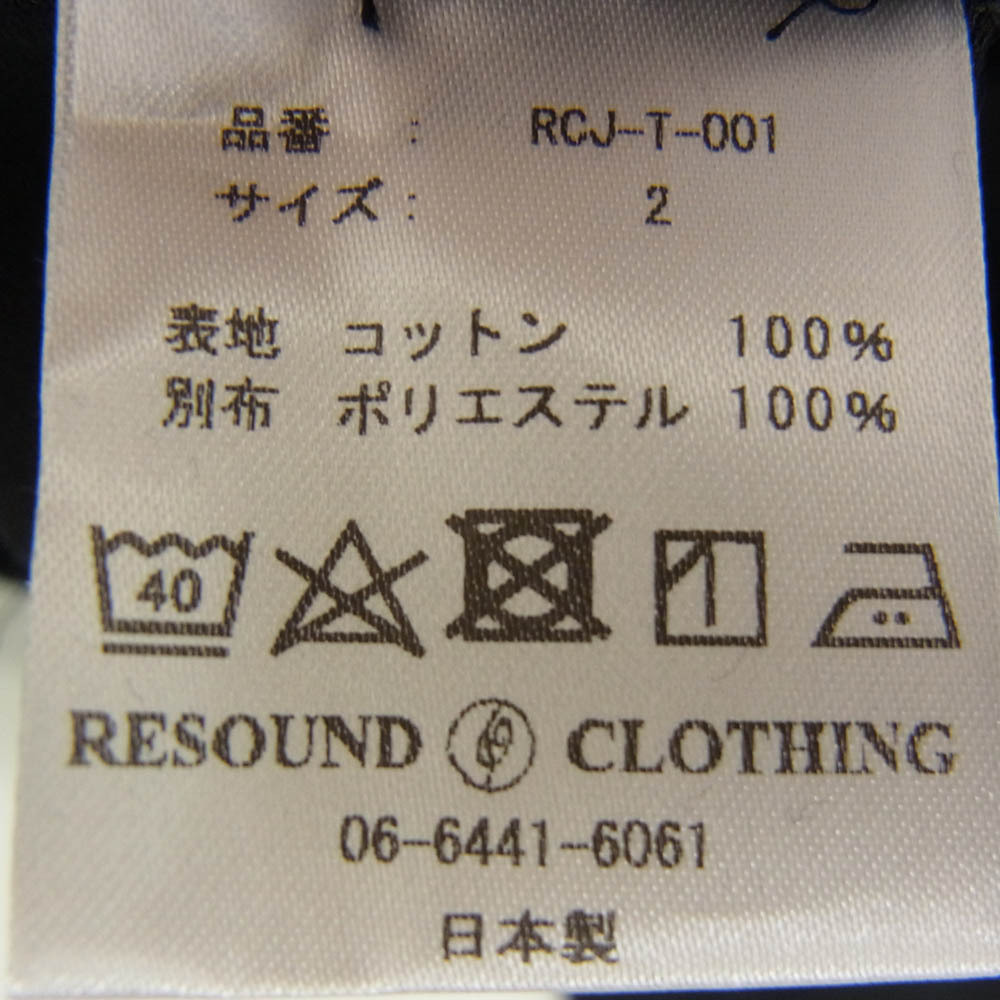 品番 : RCJ-T-001
サイズ: 2
表地 コットン 100%
別布 ポリエステル 100%
40
RESOUND CLOTHING
06-6441-6061
日本製